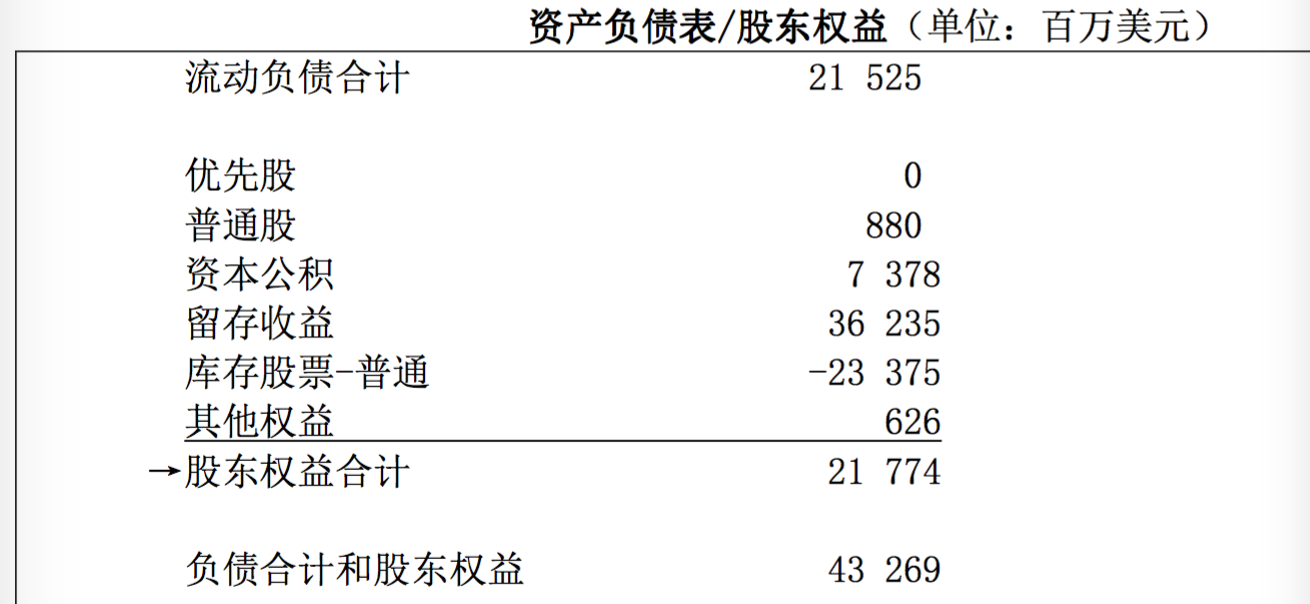 资产负债表/股东权益（单位：百万美元）
流动负债合计 21 525
优先股 0
普通股 880
资本公积 7 378
留存收益 36 235
库存股票-普通 -23 375
其他权益 626
→股东权益合计 21 774
负债合计和股东权益 43 269